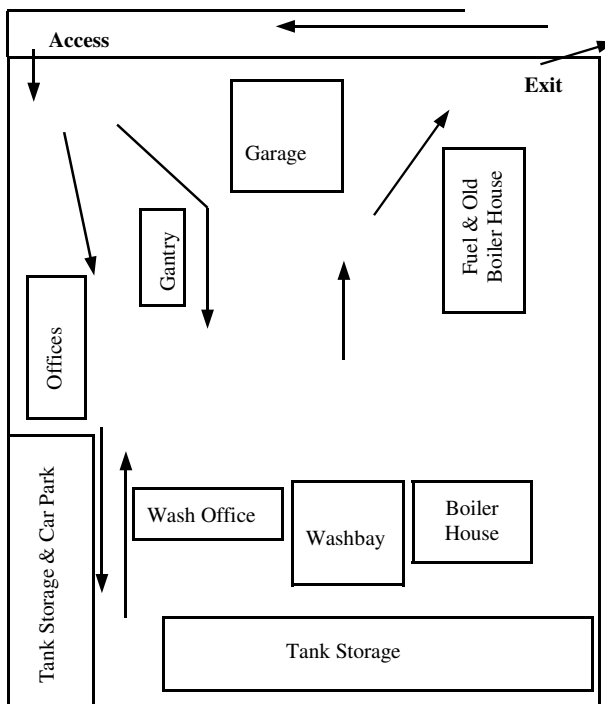 Access
Exit
Garage
Fuel & Old
Boiler House
Gantry
Offices
Tank Storage & Car Park
Wash Office
Washbay
Boiler
House
Tank Storage